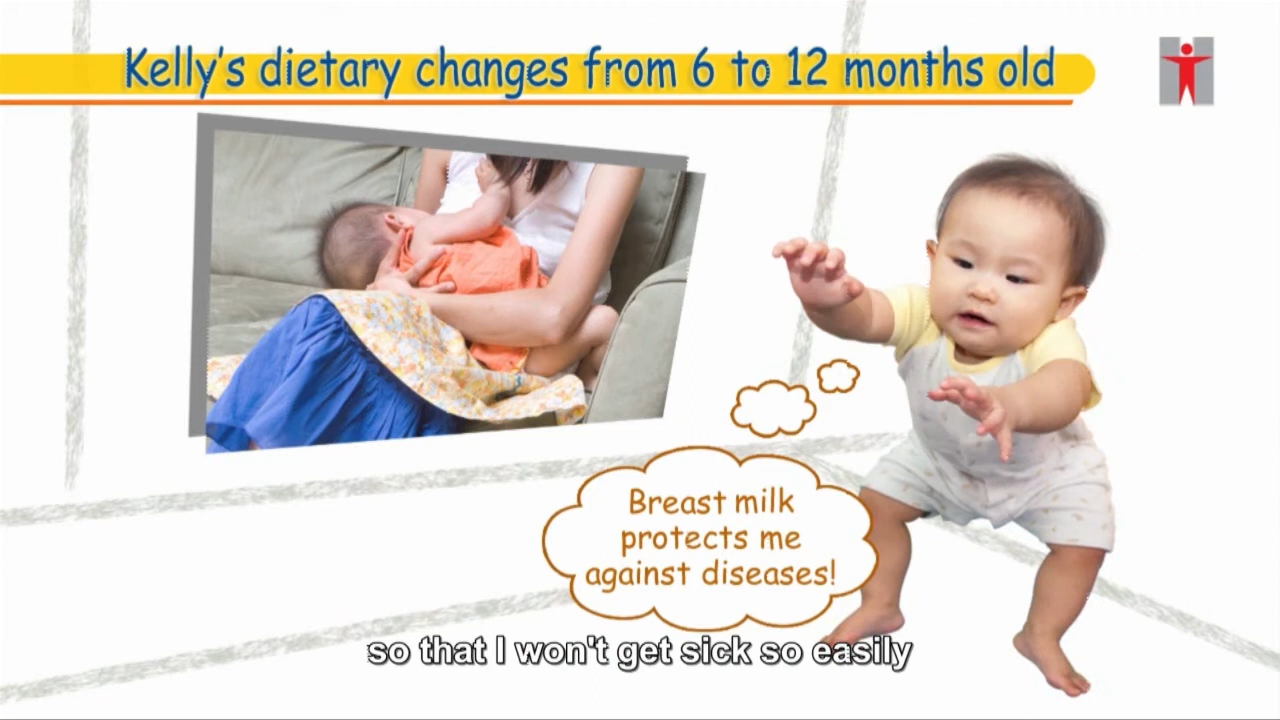 Kelly's dietary changes from 6 to 12 months old
Breast milk
protects me
against diseases!
so that I won't get sick so easily